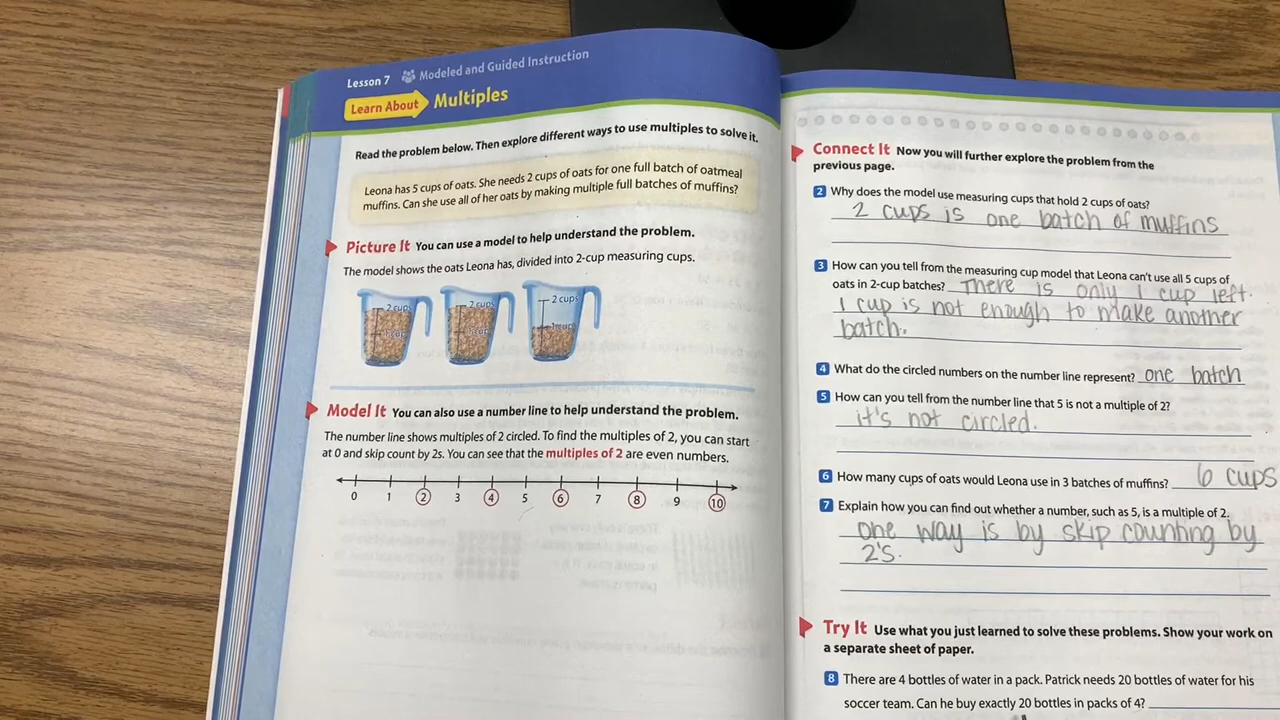 Lesson 7 Modeled and Guided Instruction
Learn About Multiples
Read the problem below. Then explore different ways to use multiples to solve it.
Leona has 5 cups of oats. She needs 2 cups of oats for one full batch of oatmeal
muffins. Can she use all of her oats by making multiple full batches of muffins?
Picture It You can use a model to help understand the problem.
The model shows the oats Leona has, divided into 2-cup measuring cups.
2 cups 2 cups 2 cups
1 cup 1 cup 1 cup
Model It You can also use a number line to help understand the problem.
The number line shows multiples of 2 circled. To find the multiples of 2, you can start
at 0 and skip count by 2s. You can see that the multiples of 2 are even numbers.
0 1 2 3 4 5 6 7 8 9 10
Connect It Now you will further explore the problem from the
previous page.
2 Why does the model use measuring cups that hold 2 cups of oats?
2 cups is one batch of muffins
3 How can you tell from the measuring cup model that Leona can't use all 5 cups of
oats in 2-cup batches? There is only 1 cup left.
1 cup is not enough to make another
batch.
4 What do the circled numbers on the number line represent? one batch
5 How can you tell from the number line that 5 is not a multiple of 2?
it's not circled.
6 How many cups of oats would Leona use in 3 batches of muffins? 6 cups
7 Explain how you can find out whether a number, such as 5, is a multiple of 2.
one way is by skip counting by
2's.
Try It Use what you just learned to solve these problems. Show your work on
a separate sheet of paper.
8 There are 4 bottles of water in a pack. Patrick needs 20 bottles of water for his
soccer team. Can he buy exactly 20 bottles in packs of 4?